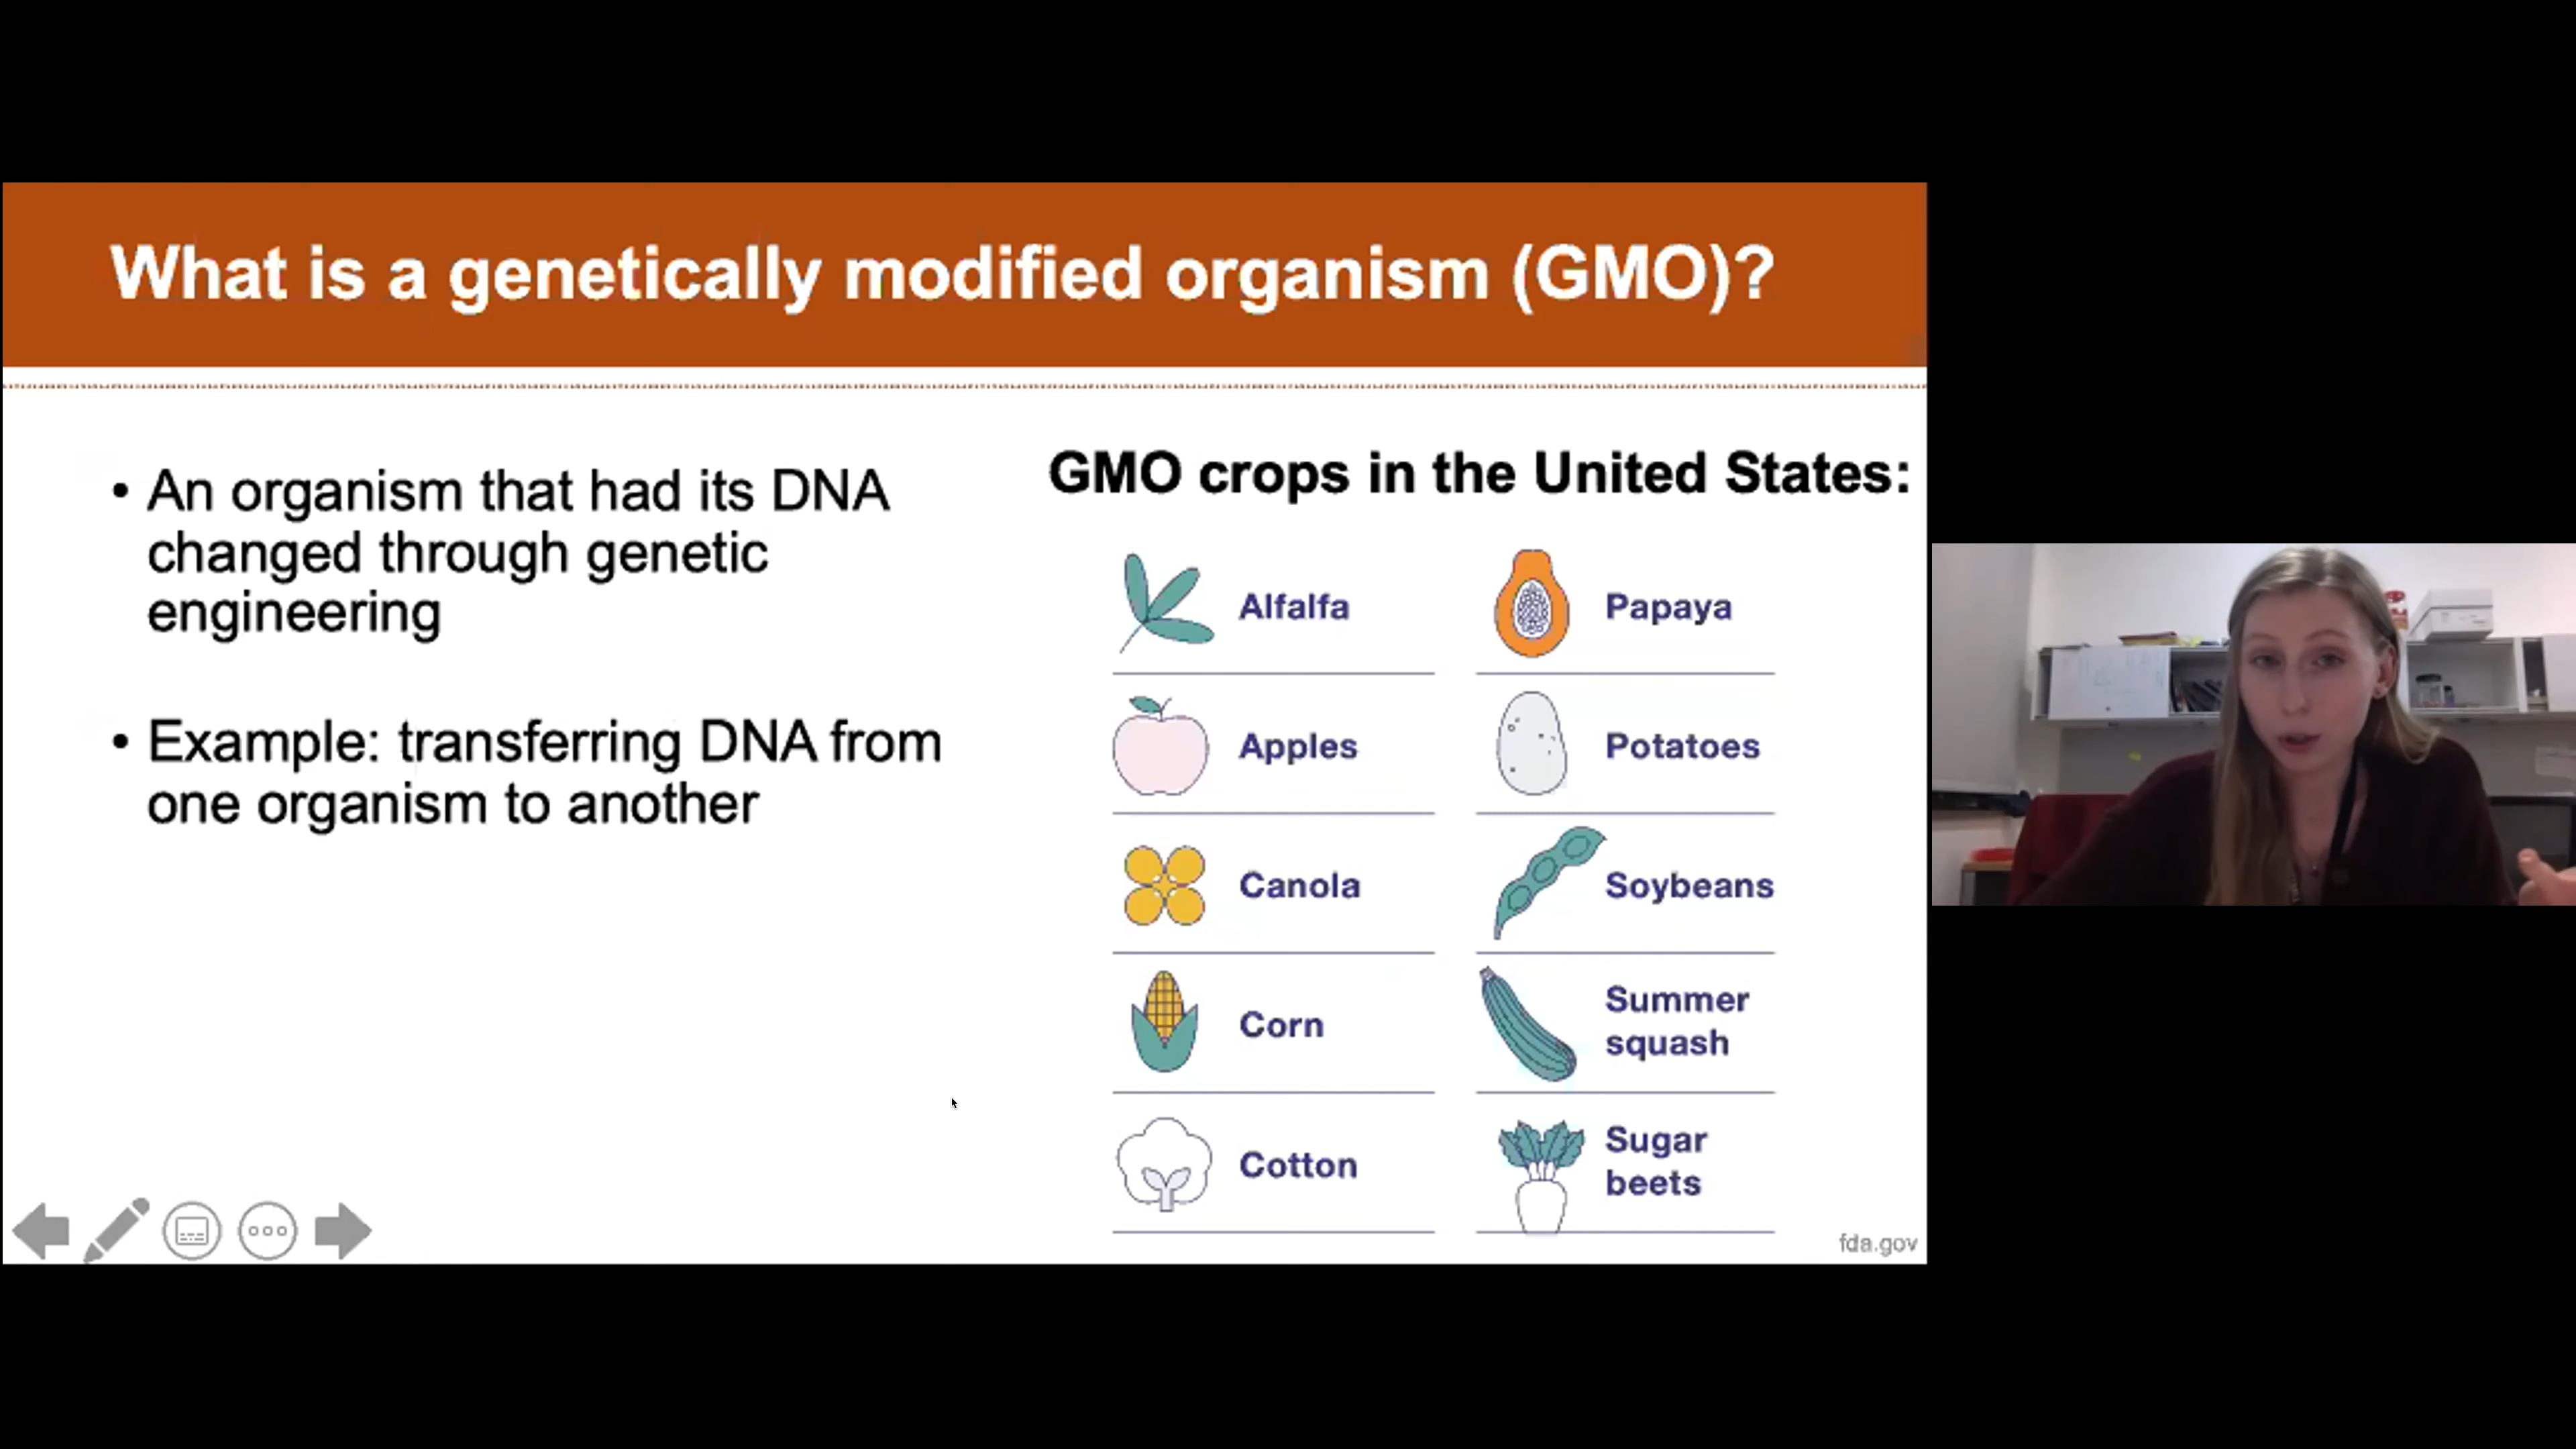 What is a genetically modified organism (GMO)?
• An organism that had its DNA
changed through genetic
engineering
• Example: transferring DNA from
one organism to another
GMO crops in the United States:
Alfalfa
Apples
Canola
Corn
Cotton
Papaya
Potatoes
Soybeans
Summer
squash
Sugar
beets
fda.gov